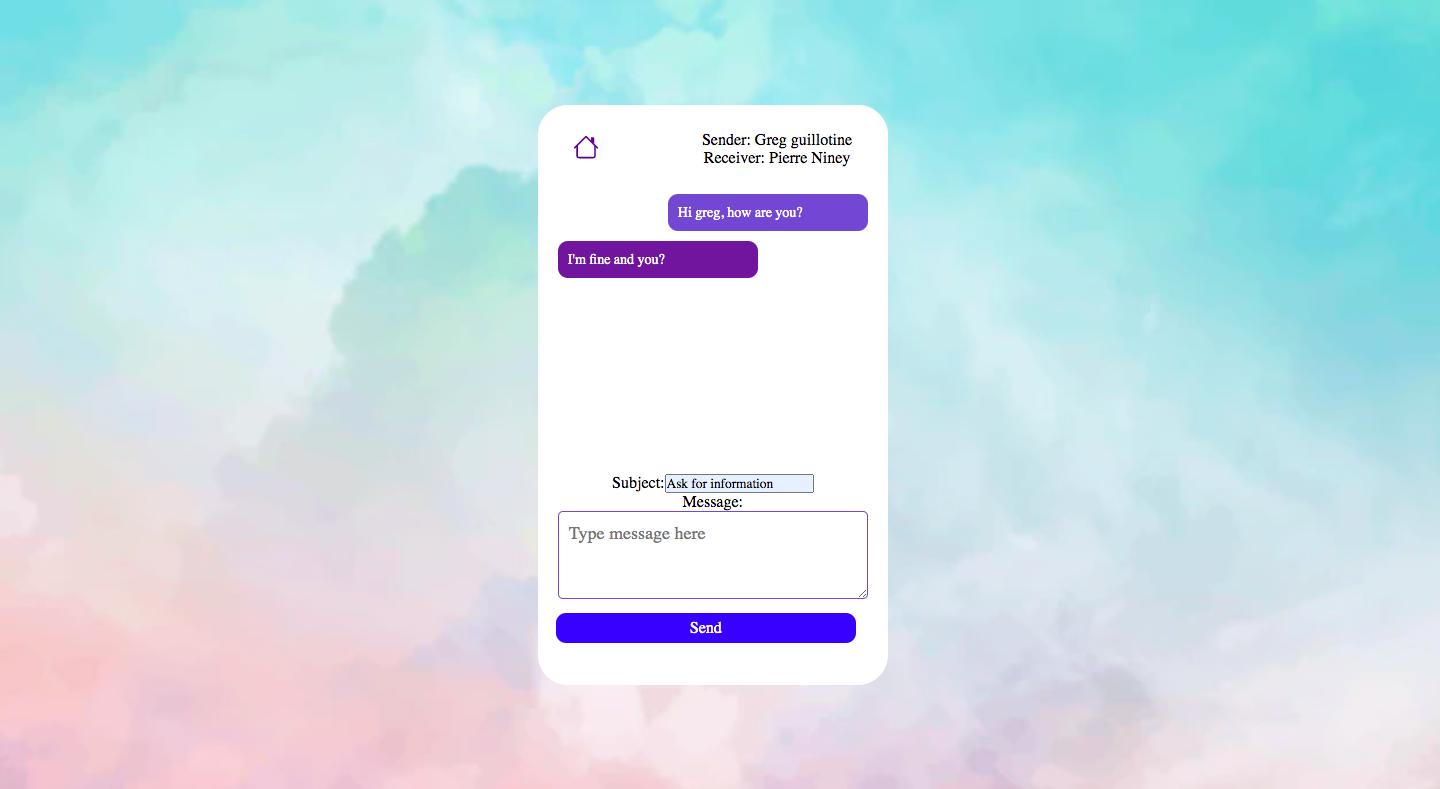 Sender: Greg guillotine
Receiver: Pierre Niney
Hi greg, how are you?
I'm fine and you?
Subject: Ask for information
Message:
Type message here
Send